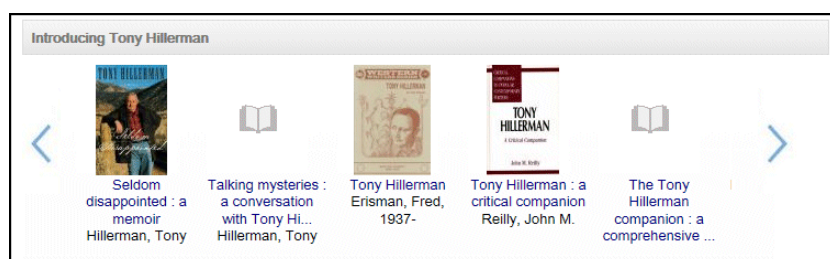 Introducing Tony Hillerman
TONY HILLERMAN
Seldom
Disappointed
Seldom
disappointed : a
memoir
Hillerman, Tony
Talking mysteries :
a conversation
with Tony Hi...
Hillerman, Tony
WESTERN
TONY HILLERMAN
Tony Hillerman
Erisman, Fred,
1937-
TONY
HILLERMAN
A Critical Companion
John M. Reilly
Tony Hillerman : a
critical companion
Reilly, John M.
The Tony
Hillerman
companion : a
comprehensive ...